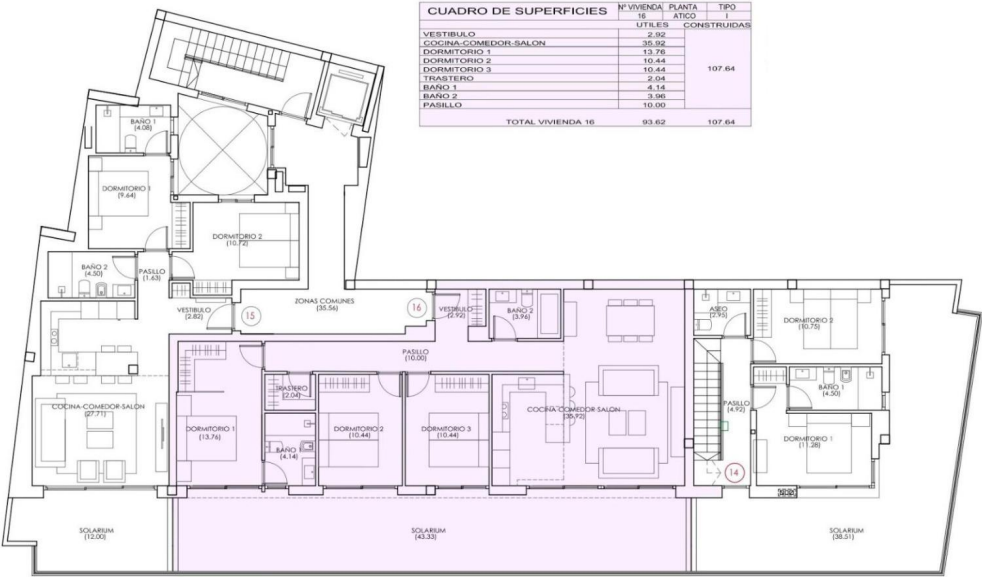 CUADRO DE SUPERFICIES
Nº VIVIENDA PLANTA TIPO
16 ATICO I
UTILES CONSTRUIDAS
VESTIBULO 2.92
COCINA-COMEDOR-SALON 35.92
DORMITORIO 1 13.76
DORMITORIO 2 10.44
DORMITORIO 3 10.44
107.64
TRASTERO 2.04
BAÑO 1 4.14
BAÑO 2 3.96
PASILLO 10.00
TOTAL VIVIENDA 16 93.62 107.64
BAÑO 1
(4.08)
DORMITORIO 1
(9.64)
DORMITORIO 2
(10.72)
BAÑO 2
(4.50)
PASILLO
(1.63)
VESTIBULO
(2.82)
15
ZONAS COMUNES
(35.56)
16
VESTIBULO
(2.92)
BAÑO 2
(3.96)
ASEO
(2.95)
DORMITORIO 2
(10.75)
PASILLO
(10.00)
COCINA-COMEDOR-SALON
(27.71)
TRASTERO
(2.04)
DORMITORIO 1
(13.76)
BAÑO 1
(4.14)
DORMITORIO 2
(10.44)
DORMITORIO 3
(10.44)
COCINA-COMEDOR-SALON
(35.92)
PASILLO
(4.92)
BAÑO 1
(4.50)
DORMITORIO 1
(11.28)
14
SOLARIUM
(12.00)
SOLARIUM
(43.33)
SOLARIUM
(38.51)